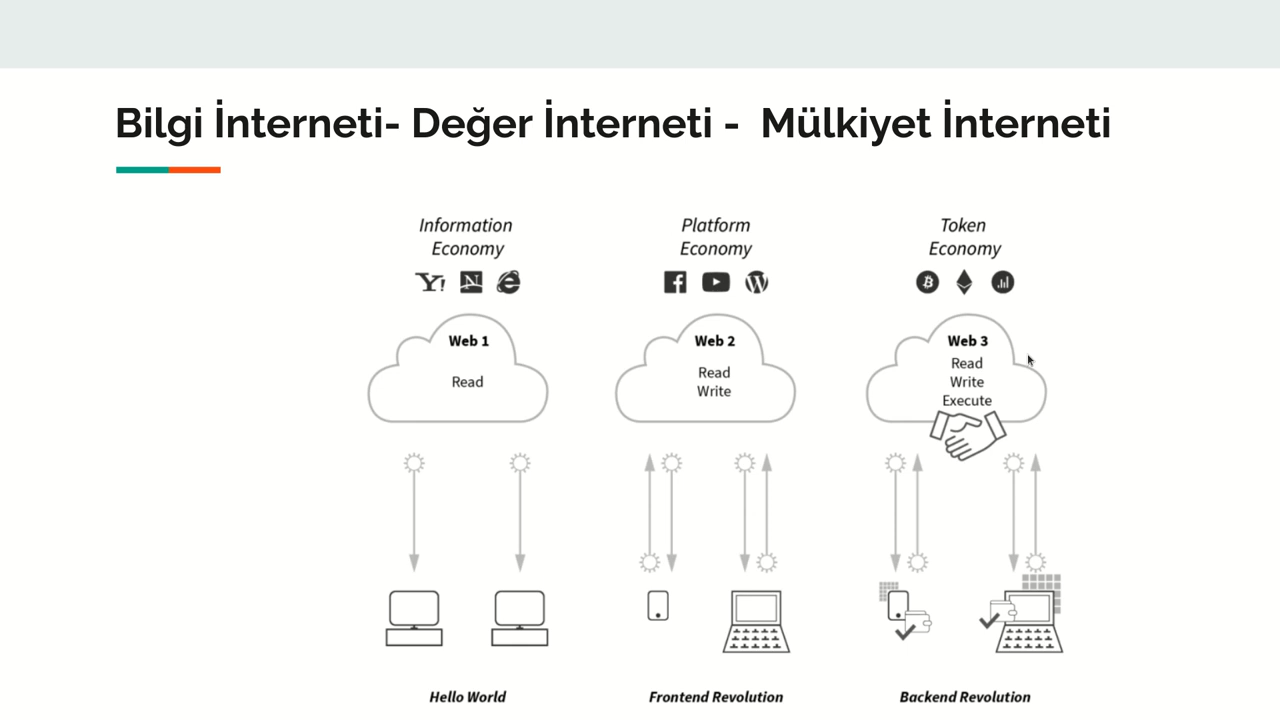 Bilgi İnterneti- Değer İnterneti -  Mülkiyet İnterneti
Information
Economy
Web 1
Read
Hello World
Platform
Economy
Web 2
Read
Write
Frontend Revolution
Token
Economy
Web 3
Read
Write
Execute
Backend Revolution